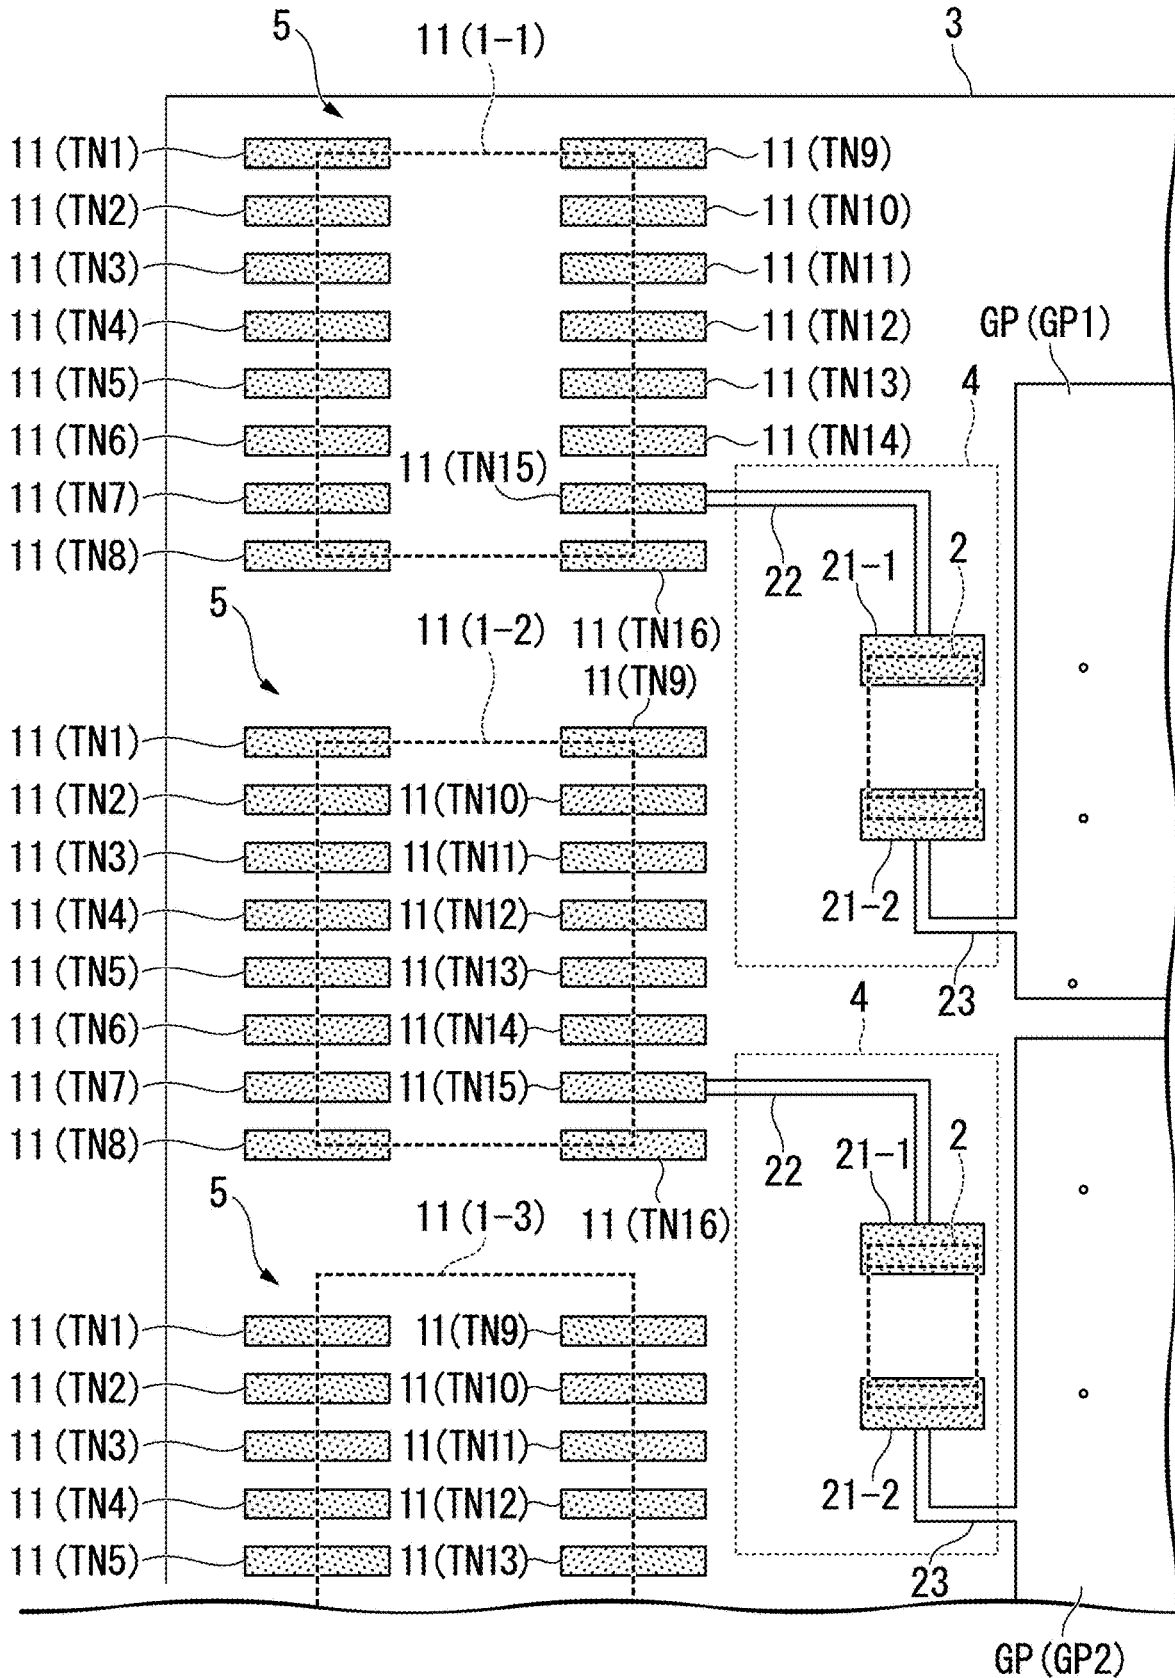 5
11(1-1)
3
11(TN1)
11(TN9)
11(TN2)
11(TN10)
11(TN3)
11(TN11)
11(TN4)
11(TN12)
GP(GP1)
11(TN5)
11(TN13)
4
11(TN6)
11(TN14)
11(TN15)
11(TN7)
22
11(TN8)
21-1
2
5
11(1-2)
11(TN16)
11(TN9)
11(TN1)
11(TN2)
11(TN10)
11(TN3)
11(TN11)
11(TN4)
11(TN12)
21-2
11(TN5)
11(TN13)
23
4
11(TN6)
11(TN14)
11(TN7)
11(TN15)
11(TN8)
22
21-1
2
5
11(1-3)
11(TN16)
11(TN1)
11(TN9)
11(TN2)
11(TN10)
11(TN3)
11(TN11)
11(TN4)
11(TN12)
21-2
11(TN5)
11(TN13)
23
GP(GP2)